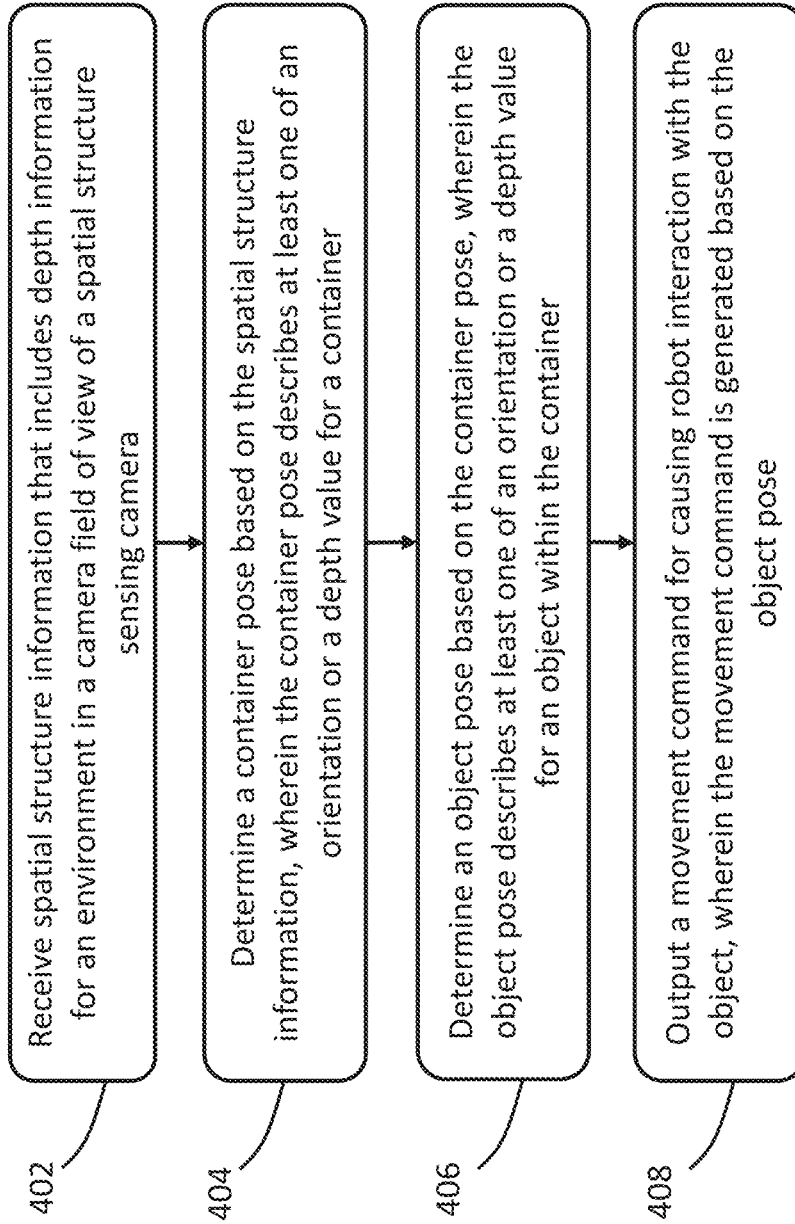 402
Receive spatial structure information that includes depth information
for an environment in a camera field of view of a spatial structure
sensing camera
404
Determine a container pose based on the spatial structure
information, wherein the container pose describes at least one of an
orientation or a depth value for a container
406
Determine an object pose based on the container pose, wherein the
object pose describes at least one of an orientation or a depth value
for an object within the container
408
Output a movement command for causing robot interaction with the
object, wherein the movement command is generated based on the
object pose